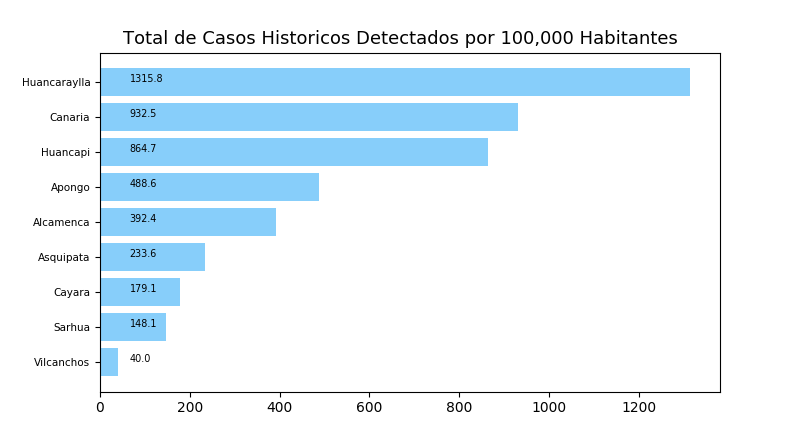 Total de Casos Historicos Detectados por 100,000 Habitantes
Huancaraylla 1315.8
Canaria 932.5
Huancapi 864.7
Apongo 488.6
Alcamenca 392.4
Asquipata 233.6
Cayara 179.1
Sarhua 148.1
Vilcanchos 40.0
0 200 400 600 800 1000 1200